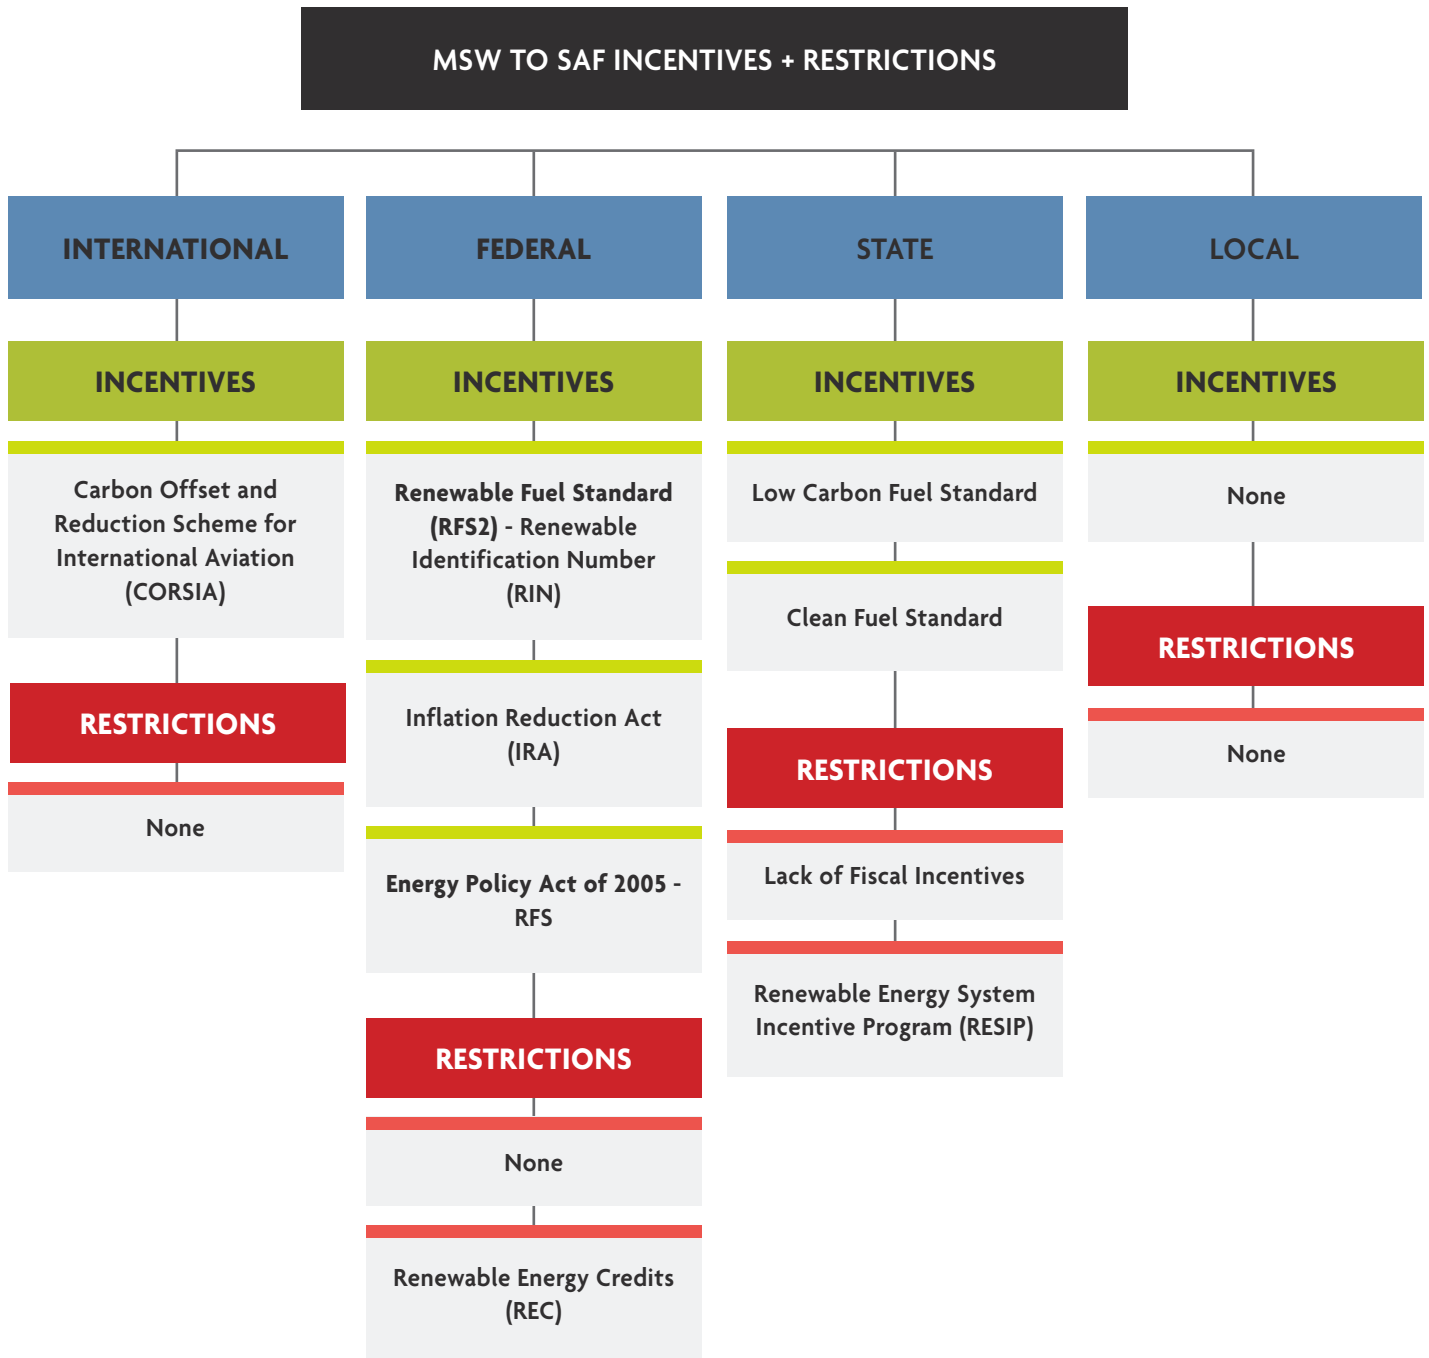 MSW TO SAF INCENTIVES + RESTRICTIONS
INTERNATIONAL
INCENTIVES
Carbon Offset and
Reduction Scheme for
International Aviation
(CORSIA)
RESTRICTIONS
None
FEDERAL
INCENTIVES
Renewable Fuel Standard
(RFS2) - Renewable
Identification Number
(RIN)
Inflation Reduction Act
(IRA)
Energy Policy Act of 2005 -
RFS
RESTRICTIONS
None
Renewable Energy Credits
(REC)
STATE
INCENTIVES
Low Carbon Fuel Standard
Clean Fuel Standard
RESTRICTIONS
Lack of Fiscal Incentives
Renewable Energy System
Incentive Program (RESIP)
LOCAL
INCENTIVES
None
RESTRICTIONS
None